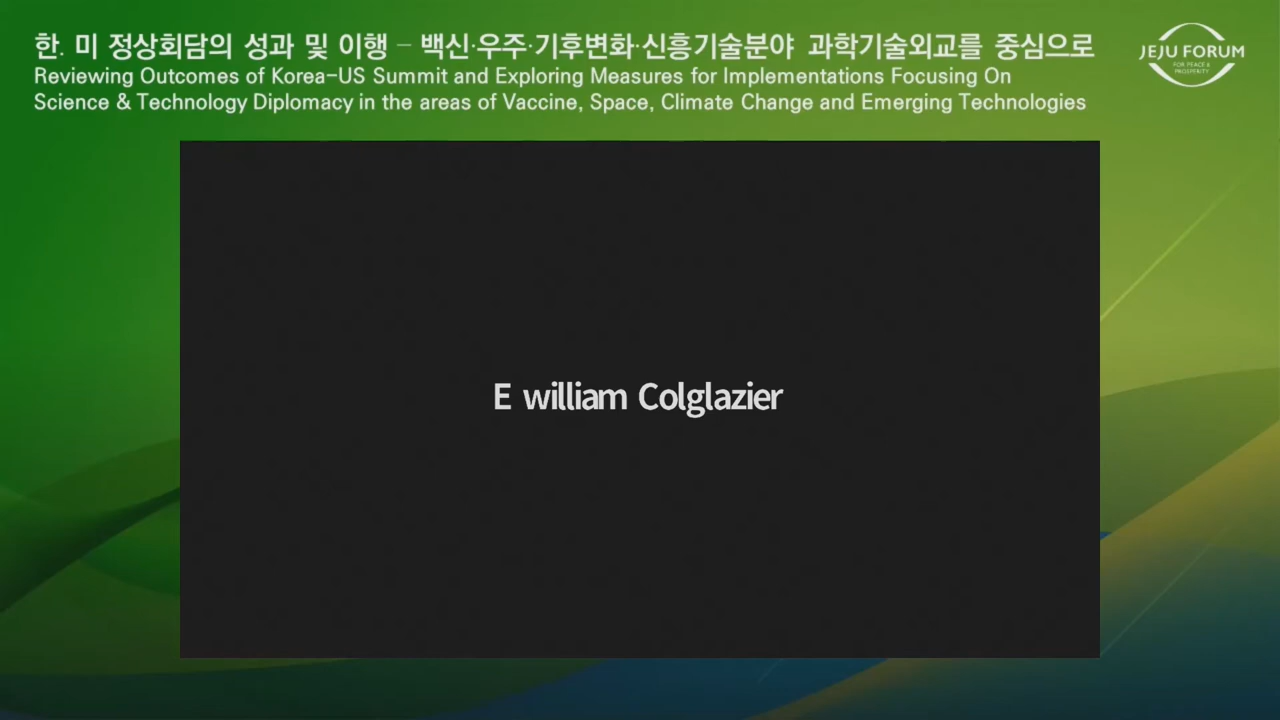 한. 미 정상회담의 성과 및 이행 – 백신·우주·기후변화·신흥기술분야 과학기술외교를 중심으로
Reviewing Outcomes of Korea-US Summit and Exploring Measures for Implementations Focusing On
Science & Technology Diplomacy in the areas of Vaccine, Space, Climate Change and Emerging Technologies
JEJU FORUM
FOR PEACE &
PROSPERITY
E william Colglazier